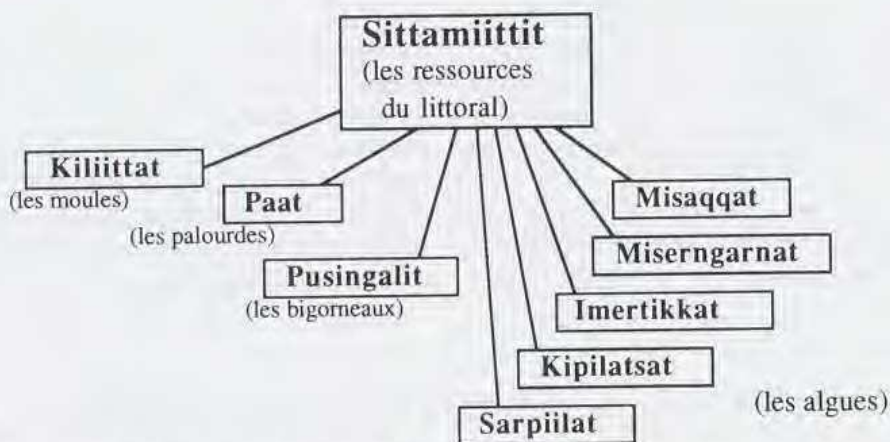 Sittamiittit
(les ressources
du littoral)
Kiliittat
(les moules)
Paat
(les palourdes)
Pusingalit
(les bigorneaux)
Misaqqat
Miserngarnat
Imertikkat
Kipilatsat
Sarpiilat
(les algues)